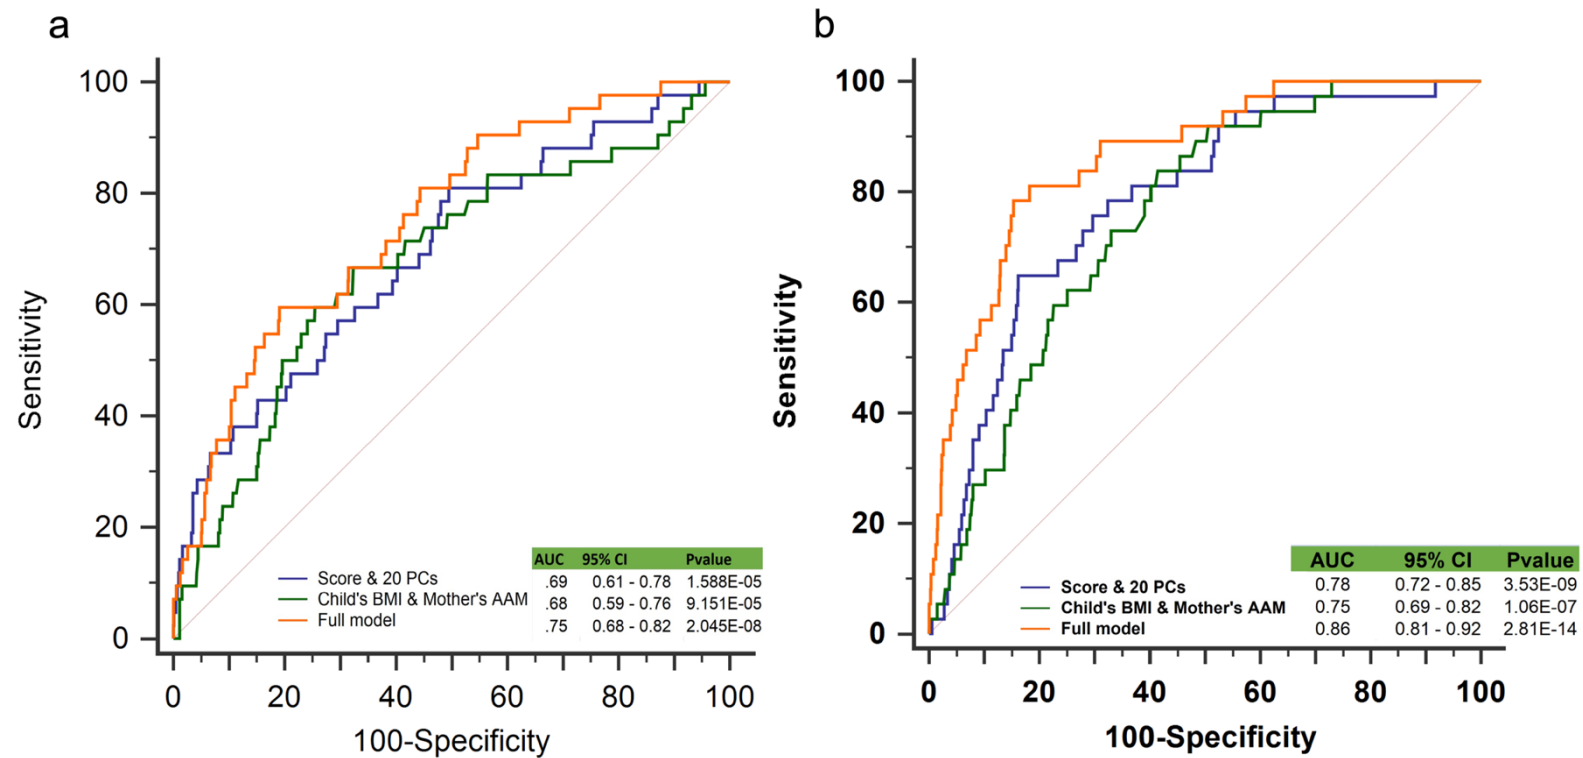 a
Sensitivity
100
80
60
40
20
0
AUC 95% CI Pvalue
Score & 20 PCs .69 0.61 - 0.78 1.588E-05
Child's BMI & Mother's AAM .68 0.59 - 0.76 9.151E-05
Full model .75 0.68 - 0.82 2.045E-08
0 20 40 60 80 100
100-Specificity
b
Sensitivity
100
80
60
40
20
0
AUC 95% CI Pvalue
Score & 20 PCs 0.78 0.72 - 0.85 3.53E-09
Child's BMI & Mother's AAM 0.75 0.69 - 0.82 1.06E-07
Full model 0.86 0.81 - 0.92 2.81E-14
0 20 40 60 80 100
100-Specificity